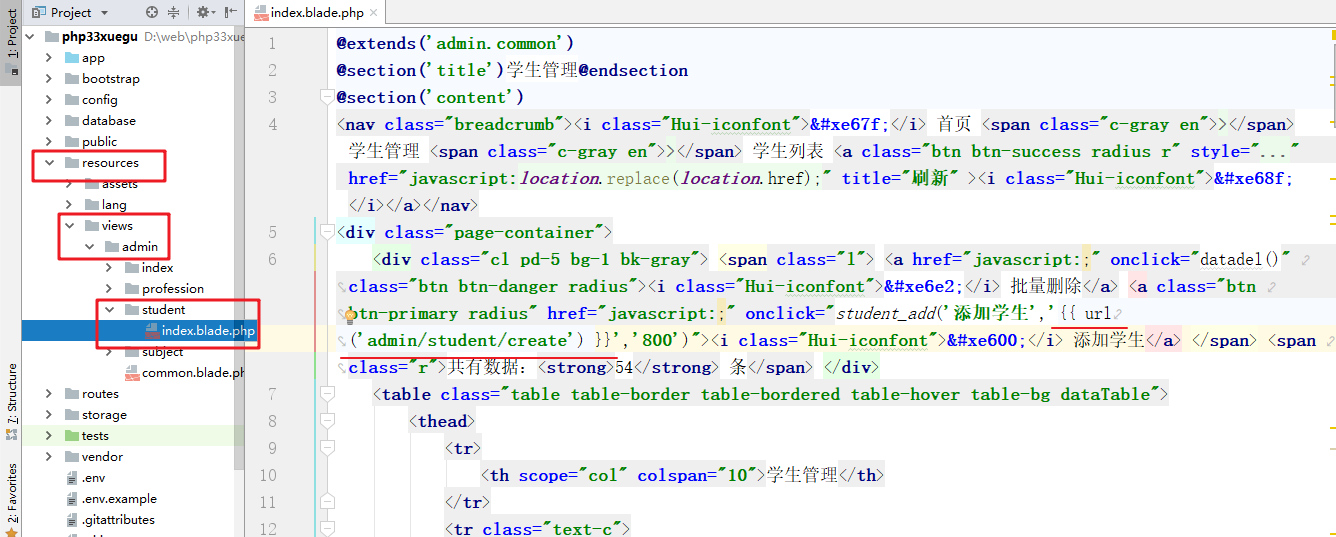 1: Project
7: Structure
2: Favorites
Project
php33xuegu D:\web\php33xue
app
bootstrap
config
database
public
resources
assets
lang
views
admin
index
profession
student
index.blade.php
subject
common.blade.ph
routes
storage
tests
vendor
.env
.env.example
.gitattributes
index.blade.php ×
1 @extends('admin.common')
2 @section('title')学生管理@endsection
3 @section('content')
4 <nav class="breadcrumb"><i class="Hui-iconfont">&#xe67f;</i> 首页 <span class="c-gray en">></span>
学生管理 <span class="c-gray en">></span> 学生列表 <a class="btn btn-success radius r" style="..."
href="javascript:location.replace(location.href);" title="刷新" ><i class="Hui-iconfont">&#xe68f;
</i></a></nav>
5 <div class="page-container">
6 <div class="cl pd-5 bg-1 bk-gray"> <span class="l"> <a href="javascript:;" onclick="datadel()"
class="btn btn-danger radius"><i class="Hui-iconfont">&#xe6e2;</i> 批量删除</a> <a class="btn
btn-primary radius" href="javascript:;" onclick="student_add('添加学生','{{ url
('admin/student/create') }}','800')"><i class="Hui-iconfont">&#xe600;</i> 添加学生</a> </span> <span
class="r">共有数据：<strong>54</strong> 条</span> </div>
7 <table class="table table-border table-bordered table-hover table-bg dataTable">
8 <thead>
9 <tr>
10 <th scope="col" colspan="10">学生管理</th>
11 </tr>
12 <tr class="text-c">